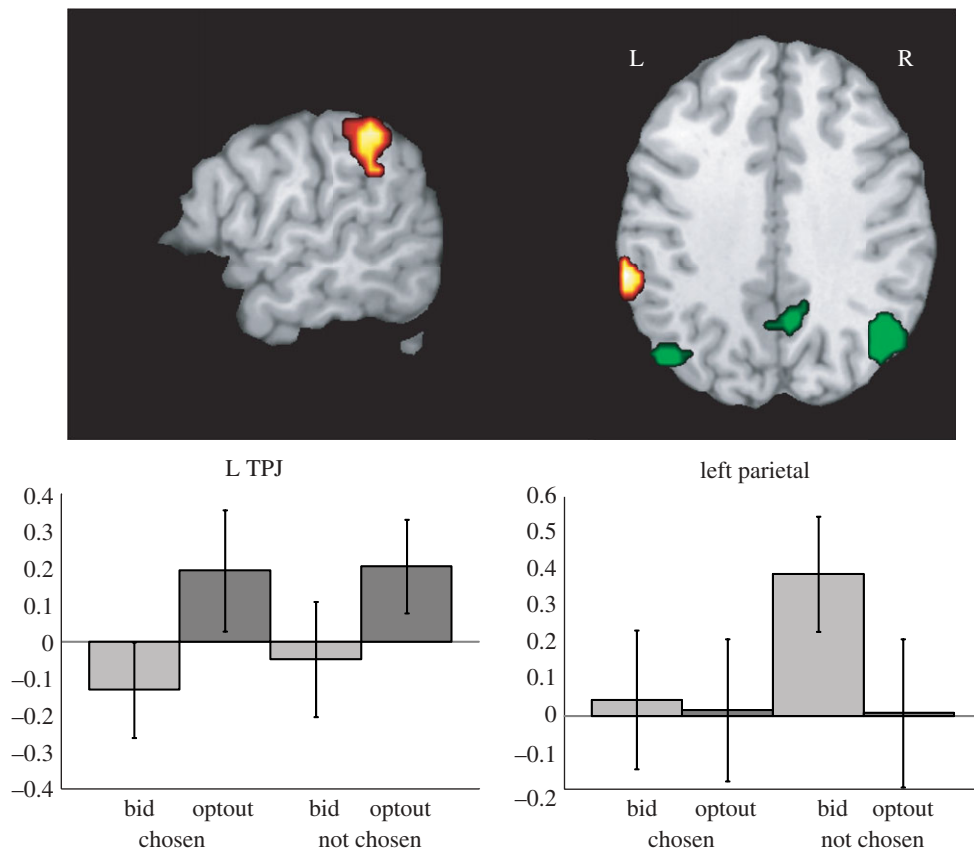 L R
L TPJ
0.4
0.3
0.2
0.1
0
–0.1
–0.2
–0.3
–0.4
bid optout bid optout
chosen not chosen
left parietal
0.6
0.5
0.4
0.3
0.2
0.1
0
–0.1
–0.2
bid optout bid optout
chosen not chosen